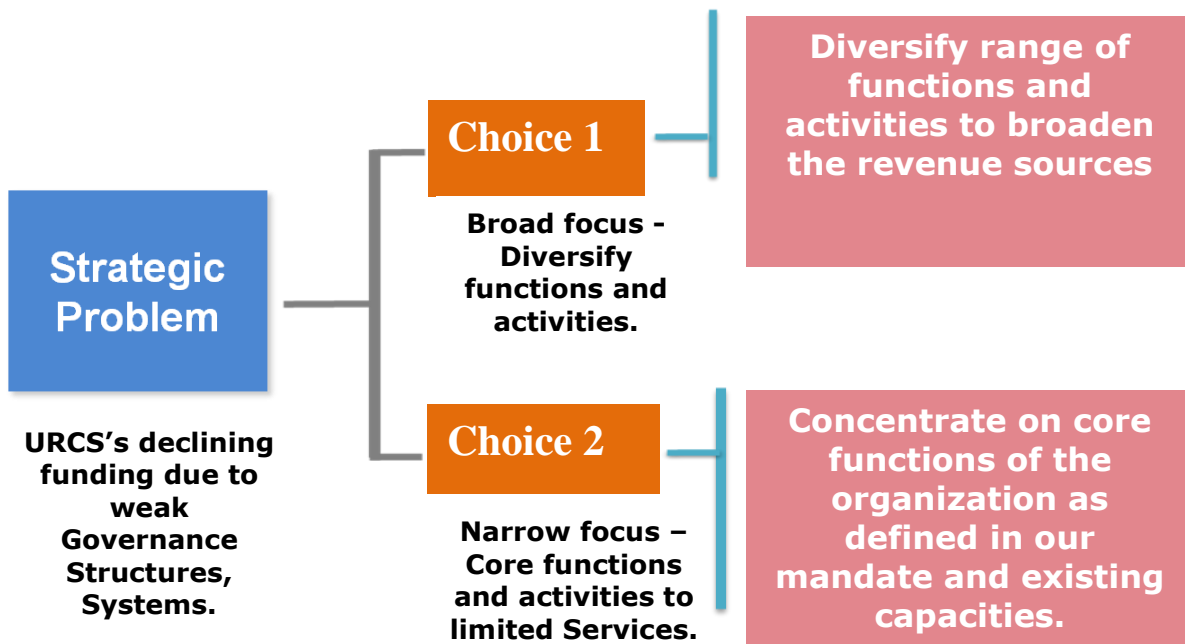 Strategic
Problem
URCS’s declining
funding due to
weak
Governance
Structures,
Systems.
Choice 1
Broad focus -
Diversify
functions and
activities.
Diversify range of
functions and
activities to broaden
the revenue sources
Choice 2
Narrow focus –
Core functions
and activities to
limited Services.
Concentrate on core
functions of the
organization as
defined in our
mandate and existing
capacities.